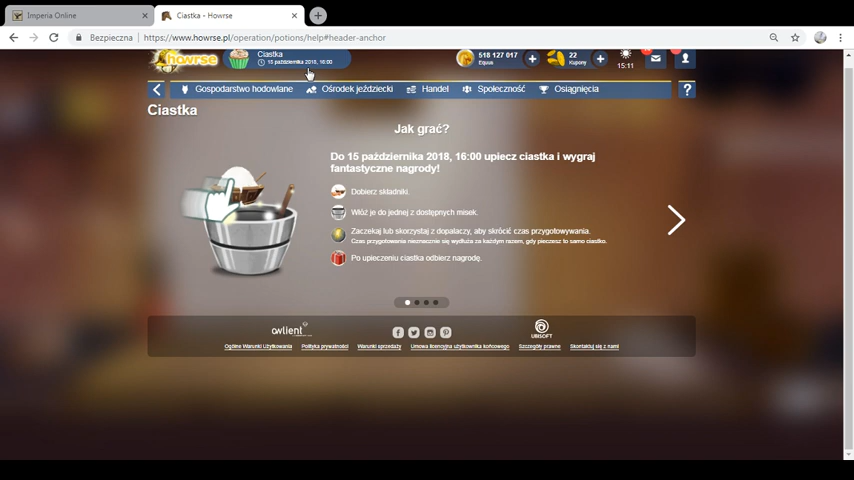 Imperia Online
Ciastka - Howrse
Bezpieczna
https://www.howrse.pl/operation/potions/help#header-anchor
howrse
Ciastka
15 października 2018, 16:00
518 127 017
Equus
22
Kupony
15:11
Gospodarstwo hodowlane
Ośrodek jeździecki
Handel
Społeczność
Osiągnięcia
?
Ciastka
Jak grać?
Do 15 października 2018, 16:00 upiecz ciastka i wygraj
fantastyczne nagrody!
Dobierz składniki.
Włóż je do jednej z dostępnych misek.
Zaczekaj lub skorzystaj z dopalaczy, aby skrócić czas przygotowywania.
Czas przygotowania nieznacznie się wydłuża za każdym razem, gdy pieczesz to samo ciastko.
Po upieczeniu ciastka odbierz nagrodę.
owlient
UBISOFT
Ogólne Warunki Użytkowania
Polityka prywatności
Warunki sprzedaży
Umowa licencyjna użytkownika końcowego
Szczegóły prawne
Skontaktuj się z nami